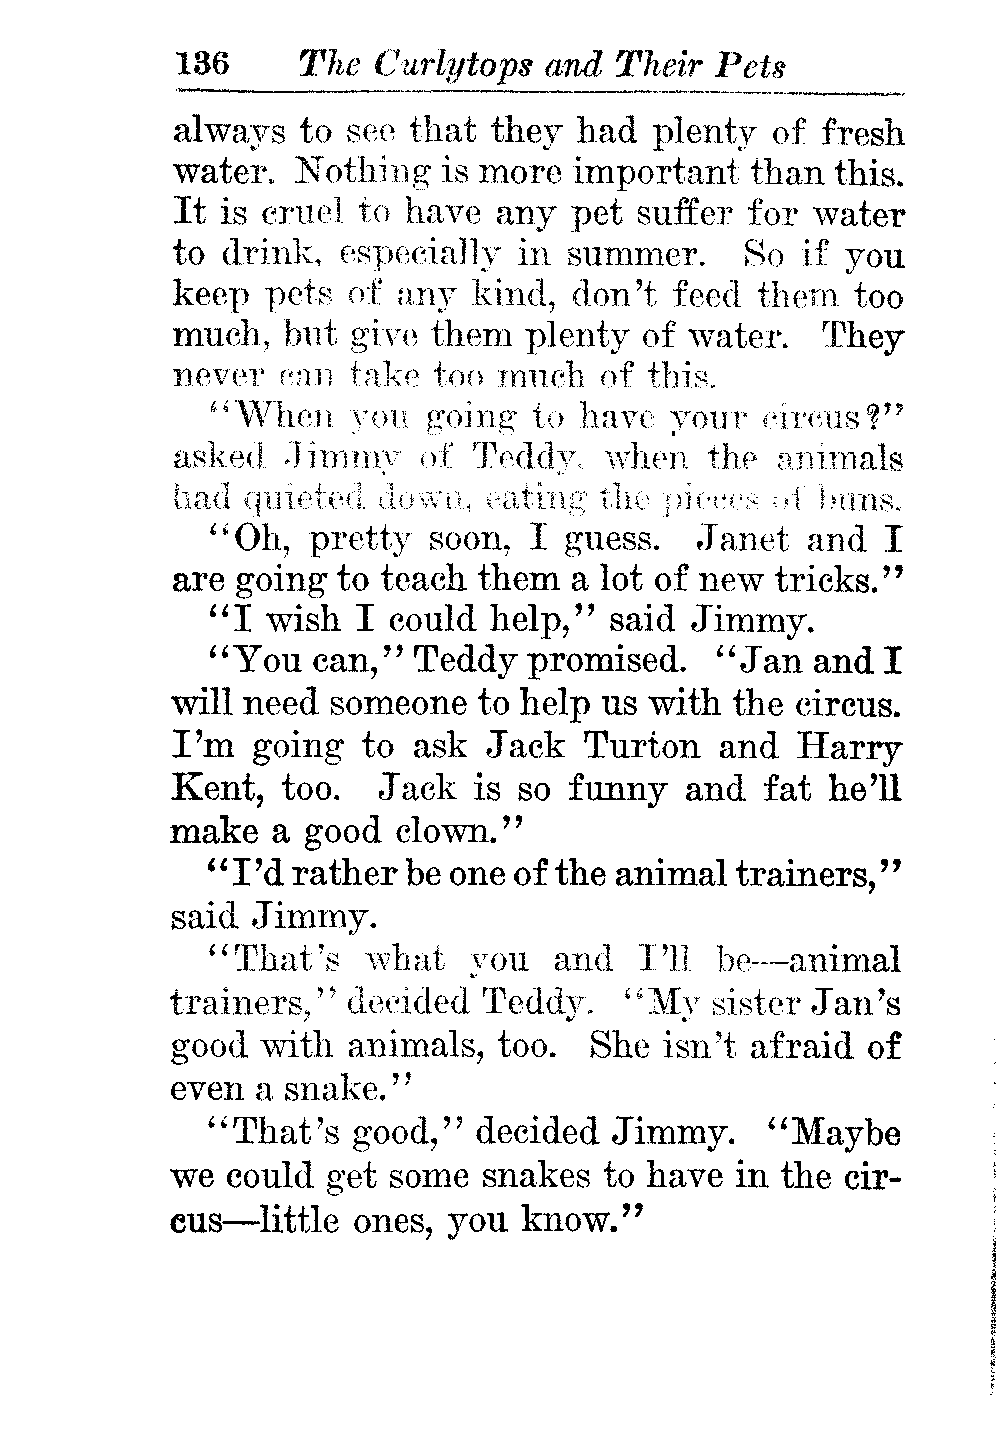 136 The Curlytops and Their Pets
always to see that they had plenty of fresh
water. Nothing is more important than this.
It is cruel to have any pet suffer for water
to drink, especially in summer. So if you
keep pets of any kind, don't feed them too
much, but give them plenty of water. They
never can take too much of this.
"When you going to have your circus?"
asked Jimmy of Teddy, when the animals
had quieted down, eating the pieces of buns.
"Oh, pretty soon, I guess. Janet and I
are going to teach them a lot of new tricks."
"I wish I could help," said Jimmy.
"You can," Teddy promised. "Jan and I
will need someone to help us with the circus.
I'm going to ask Jack Turton and Harry
Kent, too. Jack is so funny and fat he'll
make a good clown."
"I'd rather be one of the animal trainers,"
said Jimmy.
"That's what you and I'll be—animal
trainers," decided Teddy. "My sister Jan's
good with animals, too. She isn't afraid of
even a snake."
"That's good," decided Jimmy. "Maybe
we could get some snakes to have in the cir-
cus—little ones, you know."